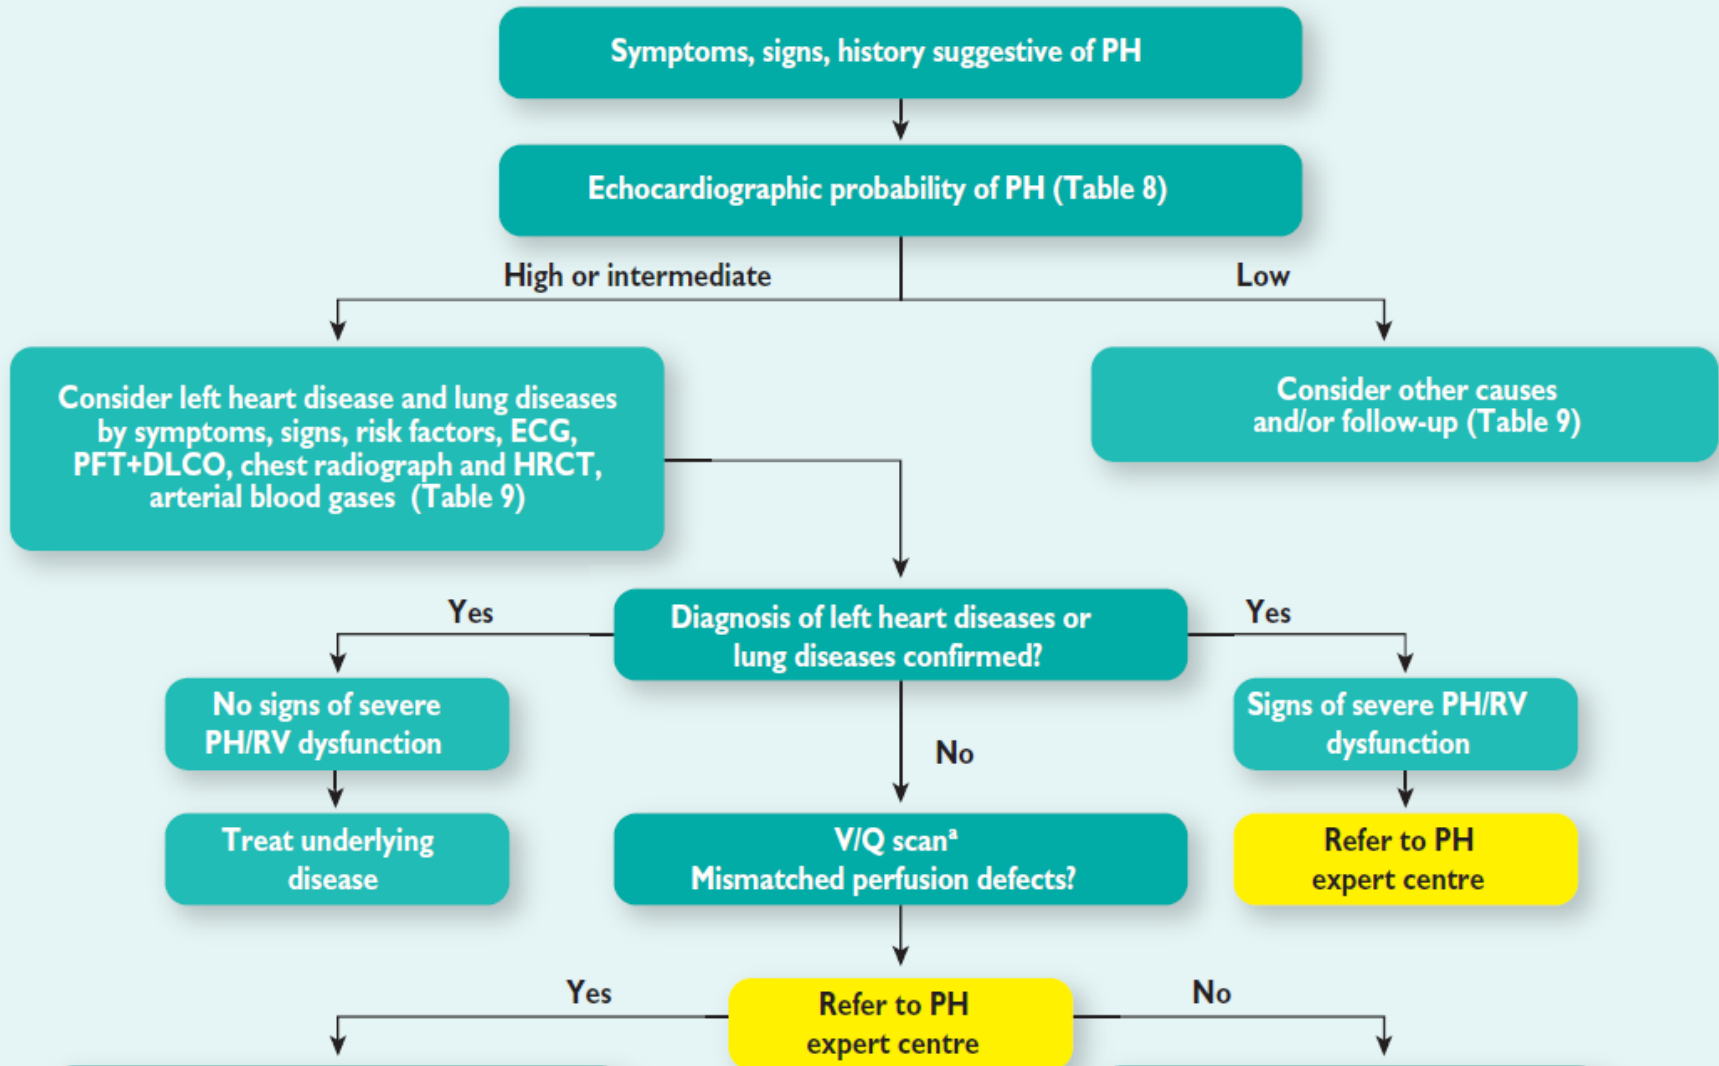 Symptoms, signs, history suggestive of PH
Echocardiographic probability of PH (Table 8)
High or intermediate
Low
Consider left heart disease and lung diseases
by symptoms, signs, risk factors, ECG,
PFT+DLCO, chest radiograph and HRCT,
arterial blood gases (Table 9)
Consider other causes
and/or follow-up (Table 9)
Yes
Diagnosis of left heart diseases or
lung diseases confirmed?
Yes
No signs of severe
PH/RV dysfunction
No
Signs of severe PH/RV
dysfunction
Treat underlying
disease
V/Q scanᵃ
Mismatched perfusion defects?
Refer to PH
expert centre
Yes
Refer to PH
expert centre
No